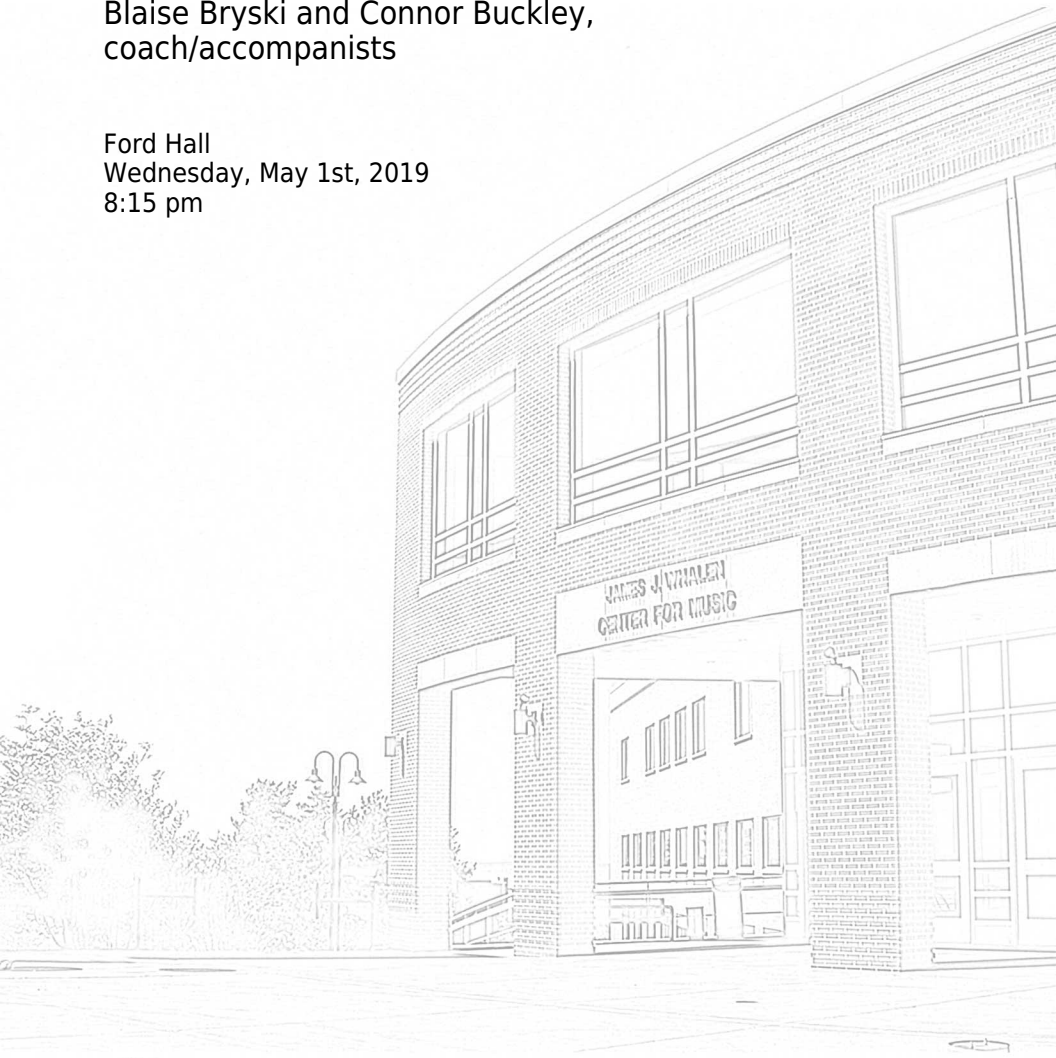 Blaise Bryski and Connor Buckley,
coach/accompanists
Ford Hall
Wednesday, May 1st, 2019
8:15 pm
JAMES J. WHALEN
CENTER FOR MUSIC